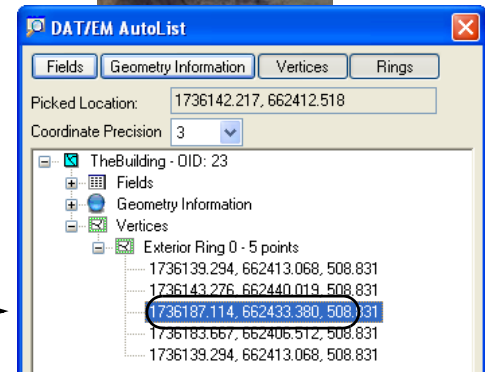 DAT/EM AutoList
Fields Geometry Information Vertices Rings
Picked Location: 1736142.217, 662412.518
Coordinate Precision 3
TheBuilding - OID: 23
Fields
Geometry Information
Vertices
Exterior Ring 0 - 5 points
1736139.294, 662413.068, 508.831
1736143.276, 662440.019, 508.831
1736187.114, 662433.380, 508.831
1736183.667, 662406.512, 508.831
1736139.294, 662413.068, 508.831